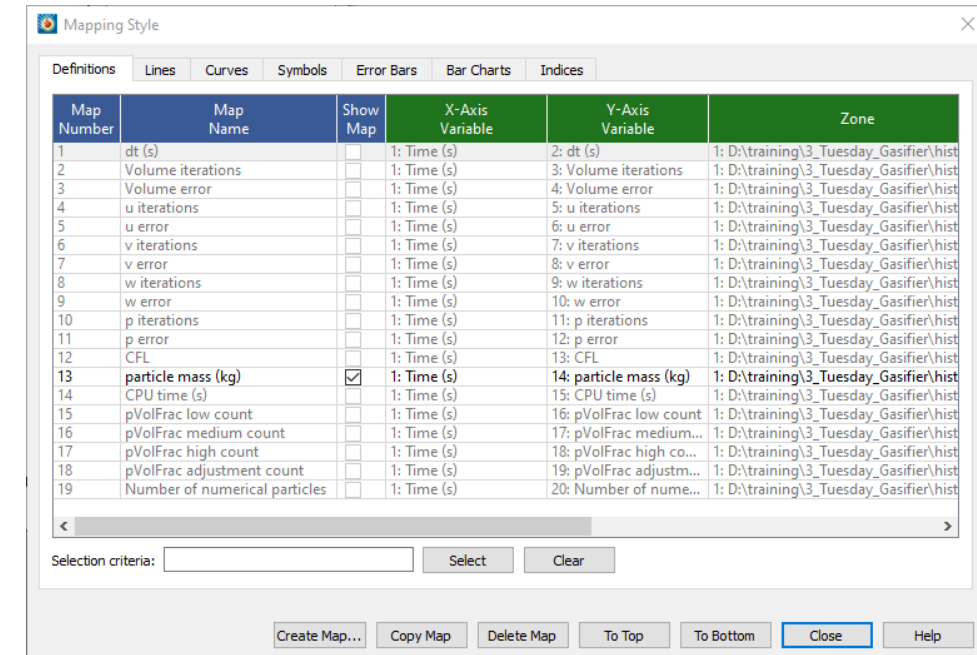 Mapping Style
Definitions Lines Curves Symbols Error Bars Bar Charts Indices
Map Number Map Name Show Map X-Axis Variable Y-Axis Variable Zone
1 dt (s) 1: Time (s) 2: dt (s) 1: D:\training\3_Tuesday_Gasifier\hist
2 Volume iterations 1: Time (s) 3: Volume iterations 1: D:\training\3_Tuesday_Gasifier\hist
3 Volume error 1: Time (s) 4: Volume error 1: D:\training\3_Tuesday_Gasifier\hist
4 u iterations 1: Time (s) 5: u iterations 1: D:\training\3_Tuesday_Gasifier\hist
5 u error 1: Time (s) 6: u error 1: D:\training\3_Tuesday_Gasifier\hist
6 v iterations 1: Time (s) 7: v iterations 1: D:\training\3_Tuesday_Gasifier\hist
7 v error 1: Time (s) 8: v error 1: D:\training\3_Tuesday_Gasifier\hist
8 w iterations 1: Time (s) 9: w iterations 1: D:\training\3_Tuesday_Gasifier\hist
9 w error 1: Time (s) 10: w error 1: D:\training\3_Tuesday_Gasifier\hist
10 p iterations 1: Time (s) 11: p iterations 1: D:\training\3_Tuesday_Gasifier\hist
11 p error 1: Time (s) 12: p error 1: D:\training\3_Tuesday_Gasifier\hist
12 CFL 1: Time (s) 13: CFL 1: D:\training\3_Tuesday_Gasifier\hist
13 particle mass (kg) 1: Time (s) 14: particle mass (kg) 1: D:\training\3_Tuesday_Gasifier\hist
14 CPU time (s) 1: Time (s) 15: CPU time (s) 1: D:\training\3_Tuesday_Gasifier\hist
15 pVolFrac low count 1: Time (s) 16: pVolFrac low count 1: D:\training\3_Tuesday_Gasifier\hist
16 pVolFrac medium count 1: Time (s) 17: pVolFrac medium... 1: D:\training\3_Tuesday_Gasifier\hist
17 pVolFrac high count 1: Time (s) 18: pVolFrac high co... 1: D:\training\3_Tuesday_Gasifier\hist
18 pVolFrac adjustment count 1: Time (s) 19: pVolFrac adjustm... 1: D:\training\3_Tuesday_Gasifier\hist
19 Number of numerical particles 1: Time (s) 20: Number of nume... 1: D:\training\3_Tuesday_Gasifier\hist
Selection criteria: Select Clear
Create Map... Copy Map Delete Map To Top To Bottom Close Help